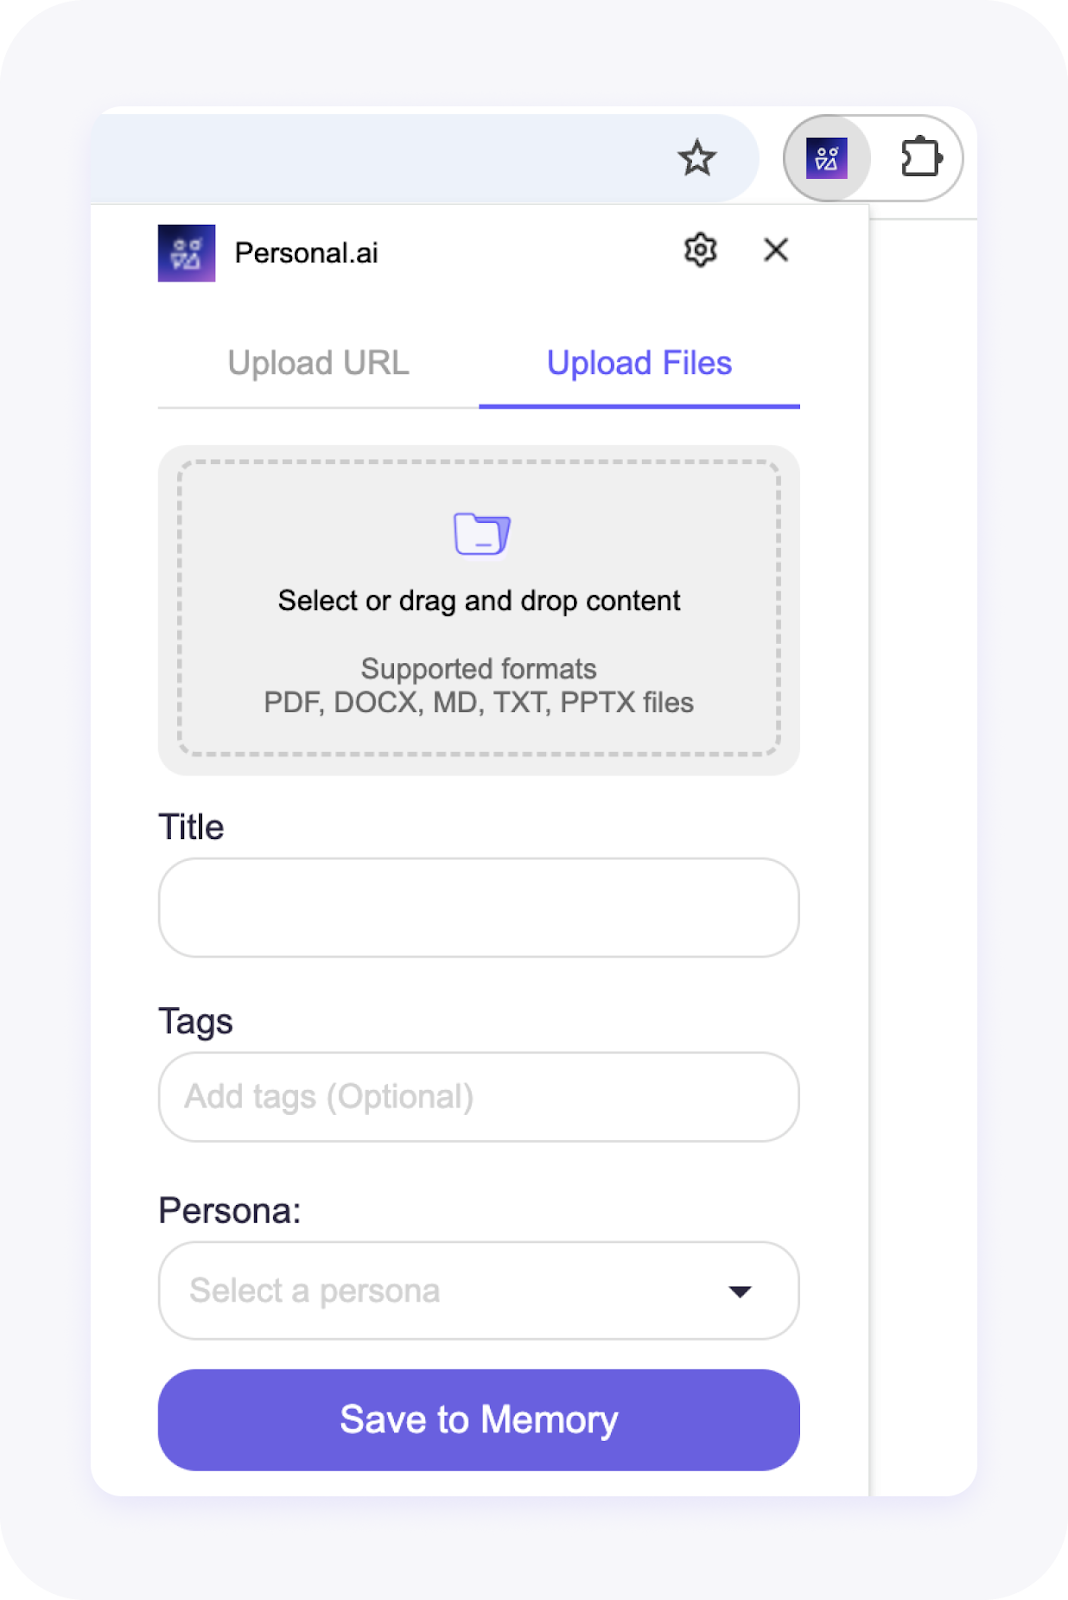 Personal.ai
Upload URL
Upload Files
Select or drag and drop content
Supported formats
PDF, DOCX, MD, TXT, PPTX files
Title
Tags
Add tags (Optional)
Persona:
Select a persona
Save to Memory